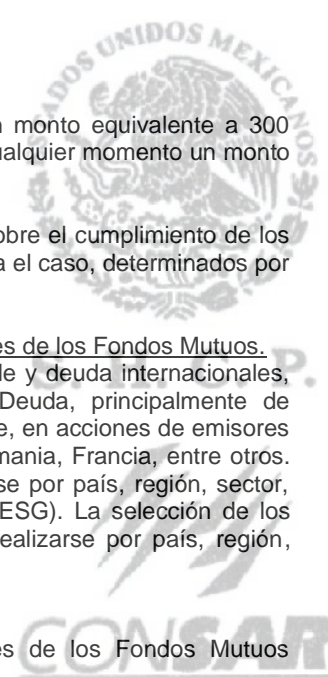 UNIDOS MEXICANOS
monto equivalente a 300
ualquier momento un monto
obre el cumplimiento de los
a el caso, determinados por
es de los Fondos Mutuos.
le y deuda internacionales,
S. H. C. P.
Deuda, principalmente de
e, en acciones de emisores
mania, Francia, entre otros.
se por país, región, sector,
ESG). La selección de los
ealizarse por país, región,
CONSAR
es de los Fondos Mutuos